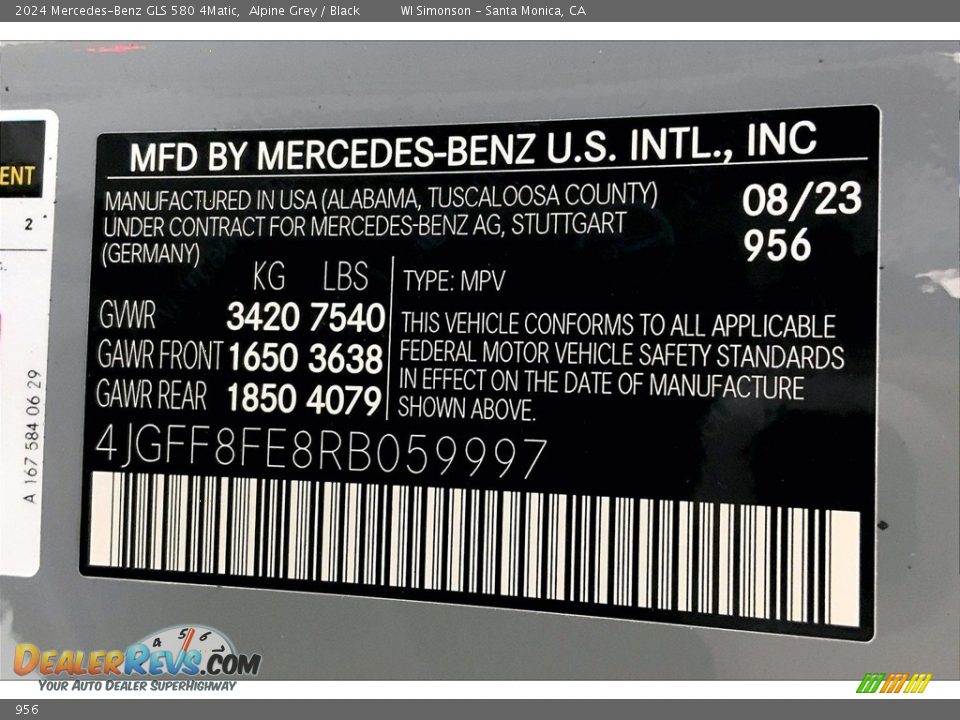 2024 Mercedes-Benz GLS 580 4Matic, Alpine Grey / Black WI Simonson - Santa Monica, CA
ENT
2
A 167 584 06 29
MFD BY MERCEDES-BENZ U.S. INTL., INC
MANUFACTURED IN USA (ALABAMA, TUSCALOOSA COUNTY)
UNDER CONTRACT FOR MERCEDES-BENZ AG, STUTTGART
(GERMANY)
08/23
956
KG LBS
GVWR 3420 7540
GAWR FRONT 1650 3638
GAWR REAR 1850 4079
TYPE: MPV
THIS VEHICLE CONFORMS TO ALL APPLICABLE
FEDERAL MOTOR VEHICLE SAFETY STANDARDS
IN EFFECT ON THE DATE OF MANUFACTURE
SHOWN ABOVE.
4JGFF8FE8RB059997
4 5 6 7
DEALERREVS.COM
YOUR AUTO DEALER SUPERHIGHWAY
956